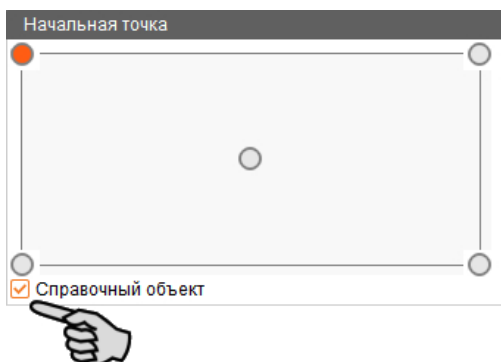 Начальная точка
Справочный объект